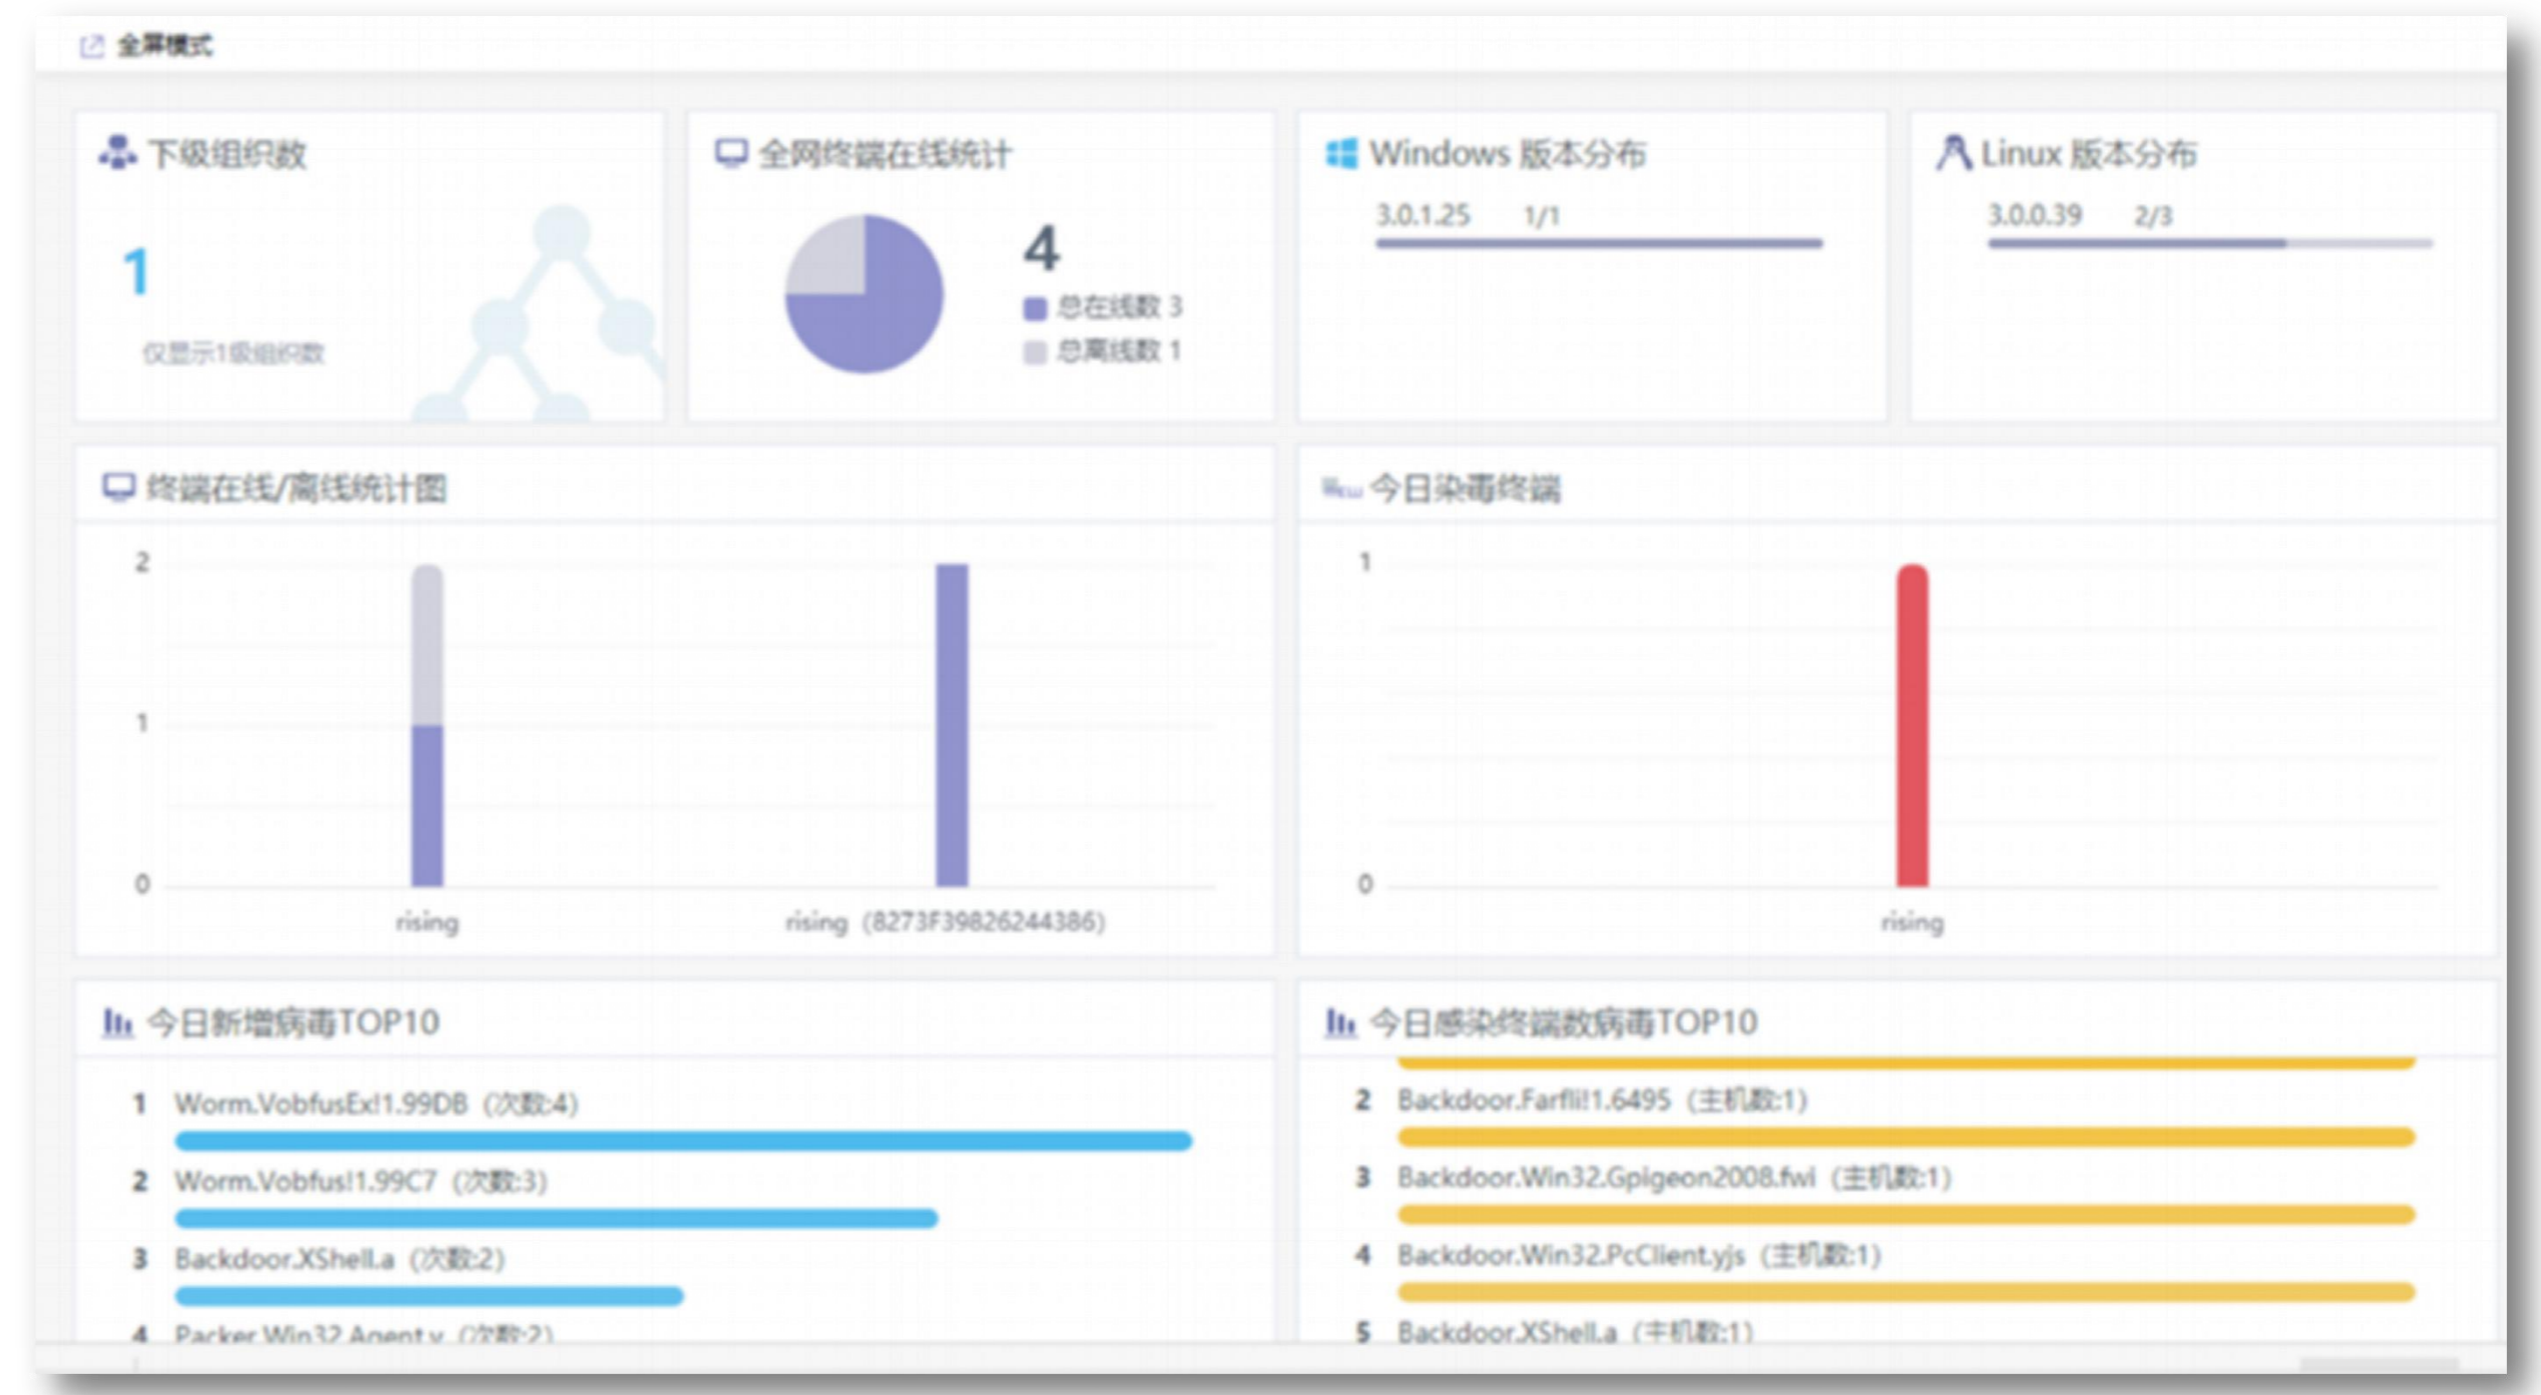 全屏模式
下级组织数
1
仅显示1级组织数
全网终端在线统计
4
总在线数 3
总离线数 1
Windows 版本分布
3.0.1.25 1/1
Linux 版本分布
3.0.0.39 2/3
终端在线/离线统计图
2
1
0
rising
rising (8273F39826244386)
今日染毒终端
1
0
rising
今日新增病毒TOP10
1 Worm.VobfusEx!1.99DB (次数:4)
2 Worm.Vobfus!1.99C7 (次数:3)
3 Backdoor.XShell.a (次数:2)
4 Packer.Win32.Agent.v (次数:2)
今日感染终端数病毒TOP10
2 Backdoor.Farfli!1.6495 (主机数:1)
3 Backdoor.Win32.Gpigeon2008.fwi (主机数:1)
4 Backdoor.Win32.PcClient.yjs (主机数:1)
5 Backdoor.XShell.a (主机数:1)